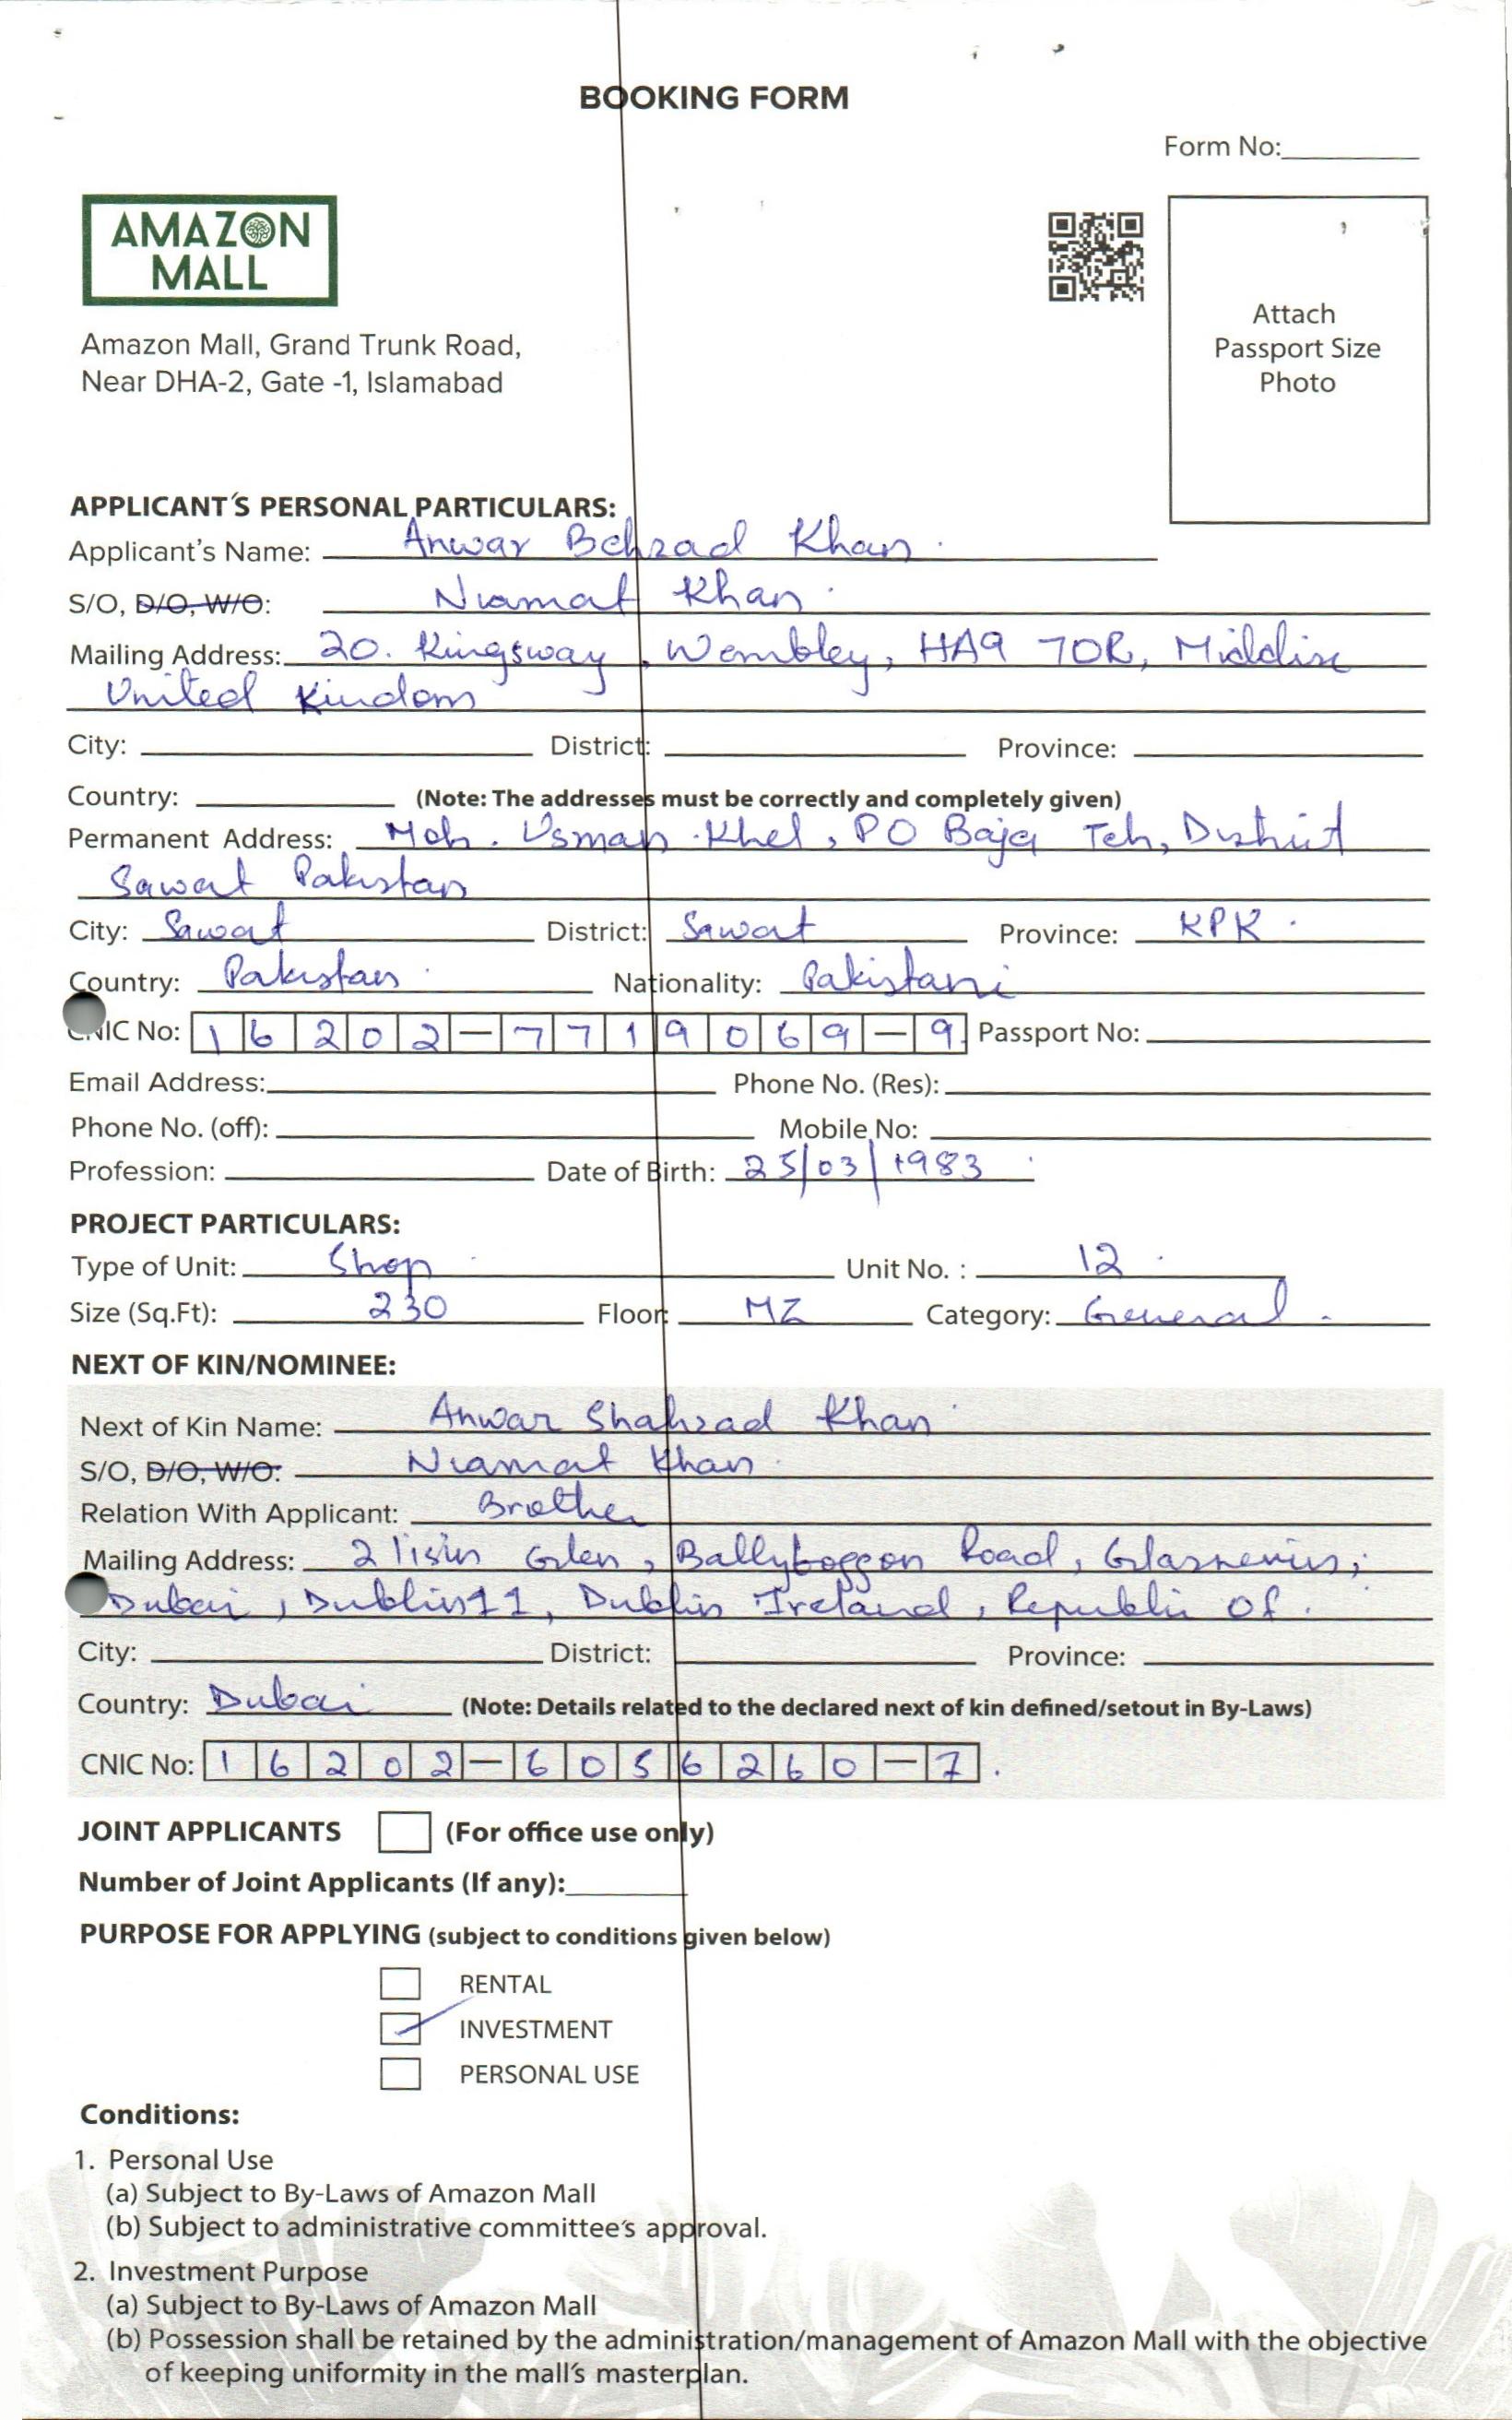 BOOKING FORM
Form No:
AMAZON
MALL
Amazon Mall, Grand Trunk Road,
Near DHA-2, Gate -1, Islamabad
Attach
Passport Size
Photo
APPLICANT'S PERSONAL PARTICULARS:
Applicant's Name: Anwar Behzad Khan
S/O, D/O, W/O: Niamat Khan
Mailing Address: 20. Kingsway, Wembley, HA9 7QR, Middlix
United Kindom
City: District: Province:
Country: (Note: The addresses must be correctly and completely given)
Permanent Address: Moh. Usman Khel, PO Baja Teh, District
Sawat Pakistan
City: Sawat District: Sawat Province: KPK
Country: Pakistan Nationality: Pakistani
CNIC No: 16202-7719069-9 Passport No:
Email Address: Phone No. (Res):
Phone No. (off): Mobile No:
Profession: Date of Birth: 25/03/1983
PROJECT PARTICULARS:
Type of Unit: Shop Unit No. : 12
Size (Sq.Ft): 230 Floor: MZ Category: General
NEXT OF KIN/NOMINEE:
Next of Kin Name: Anwar Shahzad Khan
S/O, D/O, W/O: Niamat Khan
Relation With Applicant: Brother
Mailing Address: 2 Glen, Road,
Dubai, Dublin 11, Dublin Ireland, Republic Of.
City: District: Province:
Country: Dubai (Note: Details related to the declared next of kin defined/setout in By-Laws)
CNIC No: 16202-6056260-7
JOINT APPLICANTS (For office use only)
Number of Joint Applicants (If any):
PURPOSE FOR APPLYING (subject to conditions given below)
RENTAL
INVESTMENT
PERSONAL USE
Conditions:
1. Personal Use
(a) Subject to By-Laws of Amazon Mall
(b) Subject to administrative committee's approval.
2. Investment Purpose
(a) Subject to By-Laws of Amazon Mall
(b) Possession shall be retained by the administration/management of Amazon Mall with the objective
of keeping uniformity in the mall's masterplan.